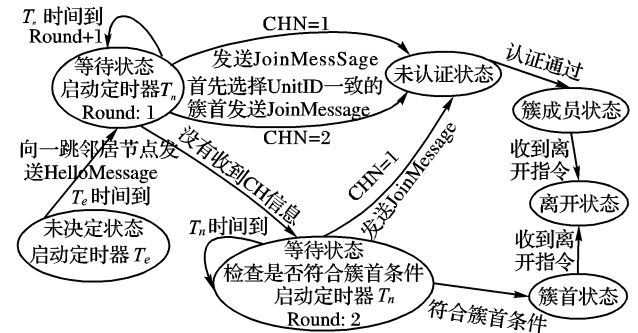 Tn 时间到
Round+1
CHN=1
等待状态
启动定时器Tn
Round: 1
发送JoinMessSage
首先选择UnitID一致的
簇首发送JoinMessage
CHN=2
未认证状态
认证通过
簇成员状态
向一跳邻居节点发
送HelloMessage
Te 时间到
没有收到CH信息
CHN=1
发送JoinMessage
收到离
开指令
离开状态
未决定状态
启动定时器 Te
Tn 时间到
等待状态
检查是否符合簇首条件
启动定时器 Tn
Round: 2
收到离
开指令
符合簇首条件
簇首状态